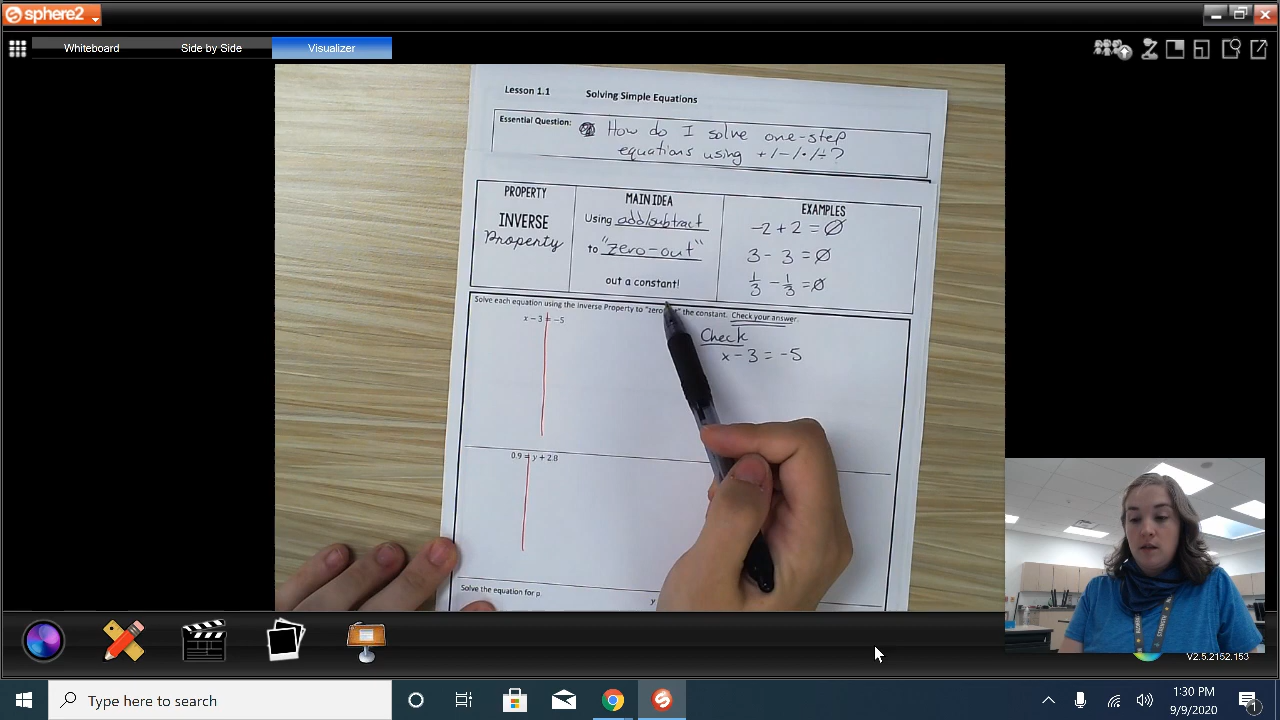 sphere2
Whiteboard
Side by Side
Visualizer
Lesson 1.1 Solving Simple Equations
Essential Question: How do I solve one-step
equations using +/-/•/÷?
PROPERTY
INVERSE
Property
MAIN IDEA
Using add/subtract
to "zero-out"
out a constant!
EXAMPLES
-2 + 2 = 0
3 - 3 = 0
1/3 - 1/3 = 0
Solve each equation using the Inverse Property to "zero the constant. Check your answer.
x − 3 = −5
Check
x - 3 = -5
0.9 = y + 2.8
Solve the equation for p.
y
V2.5.2152.153
Type here to search
1:30 PM
9/9/2020
1